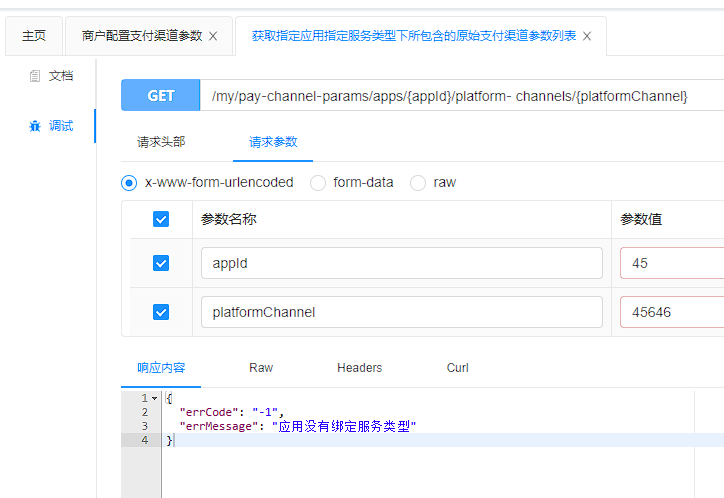 主页 商户配置支付渠道参数 × 获取指定应用指定服务类型下所包含的原始支付渠道参数列表 ×
文档
GET /my/pay-channel-params/apps/{appId}/platform- channels/{platformChannel}
调试
请求头部 请求参数
x-www-form-urlencoded form-data raw
参数名称 参数值
appId 45
platformChannel 45646
响应内容 Raw Headers Curl
1 {
2 "errCode": "-1",
3 "errMessage": "应用没有绑定服务类型"
4 }